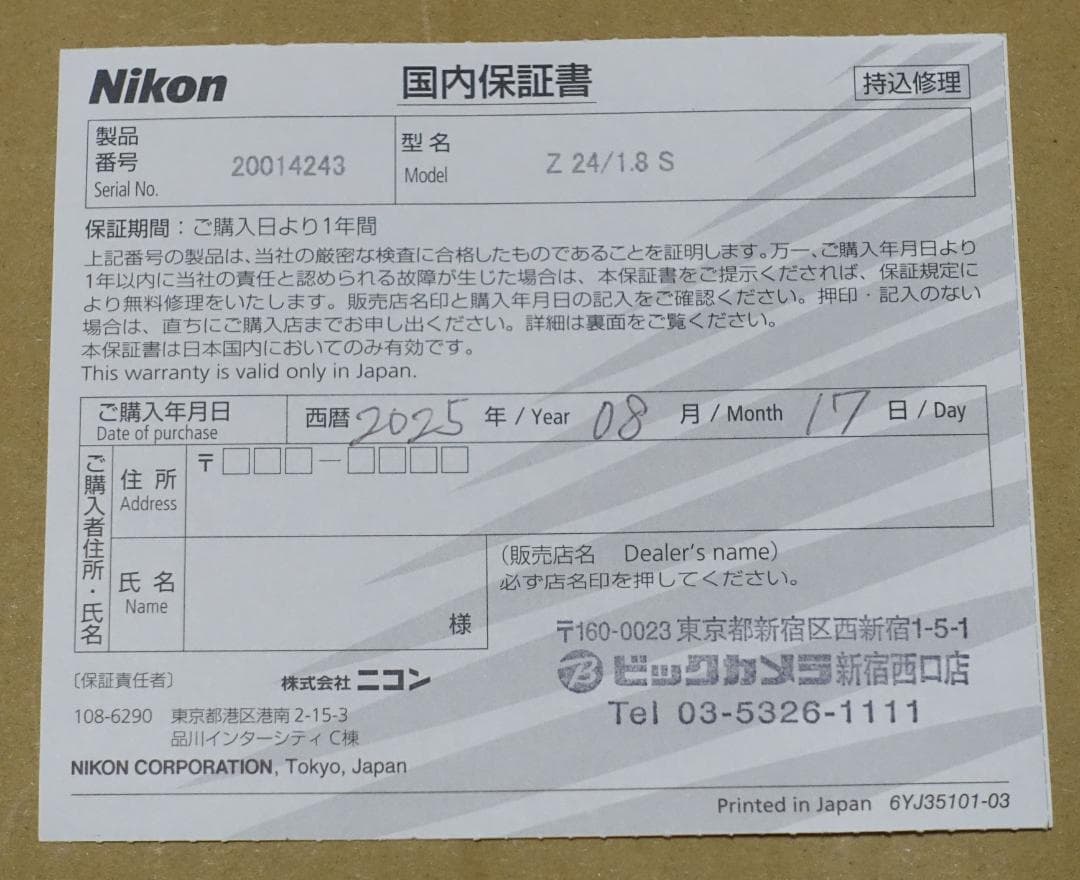 Nikon 国内保証書 持込修理
製品番号 Serial No. 20014243 型名 Model Z 24/1.8 S
保証期間：ご購入日より1年間
上記番号の製品は、当社の厳密な検査に合格したものであることを証明します。万一、ご購入年月日より
1年以内に当社の責任と認められる故障が生じた場合は、本保証書をご提示くだされば、保証規定に
より無料修理をいたします。販売店名印と購入年月日の記入をご確認ください。押印・記入のない
場合は、直ちにご購入店までお申し出ください。詳細は裏面をご覧ください。
本保証書は日本国内においてのみ有効です。
This warranty is valid only in Japan.
ご購入年月日 Date of purchase 西暦 2025 年 / Year 08 月 / Month 17 日 / Day
ご購入者住所・氏名
住所 Address 〒
氏名 Name 様
（販売店名 Dealer's name）
必ず店名印を押してください。
〒160-0023 東京都新宿区西新宿1-5-1
ビックカメラ新宿西口店
Tel 03-5326-1111
〔保証責任者〕 株式会社 ニコン
108-6290 東京都港区港南2-15-3
品川インターシティ C棟
NIKON CORPORATION, Tokyo, Japan
Printed in Japan 6YJ35101-03